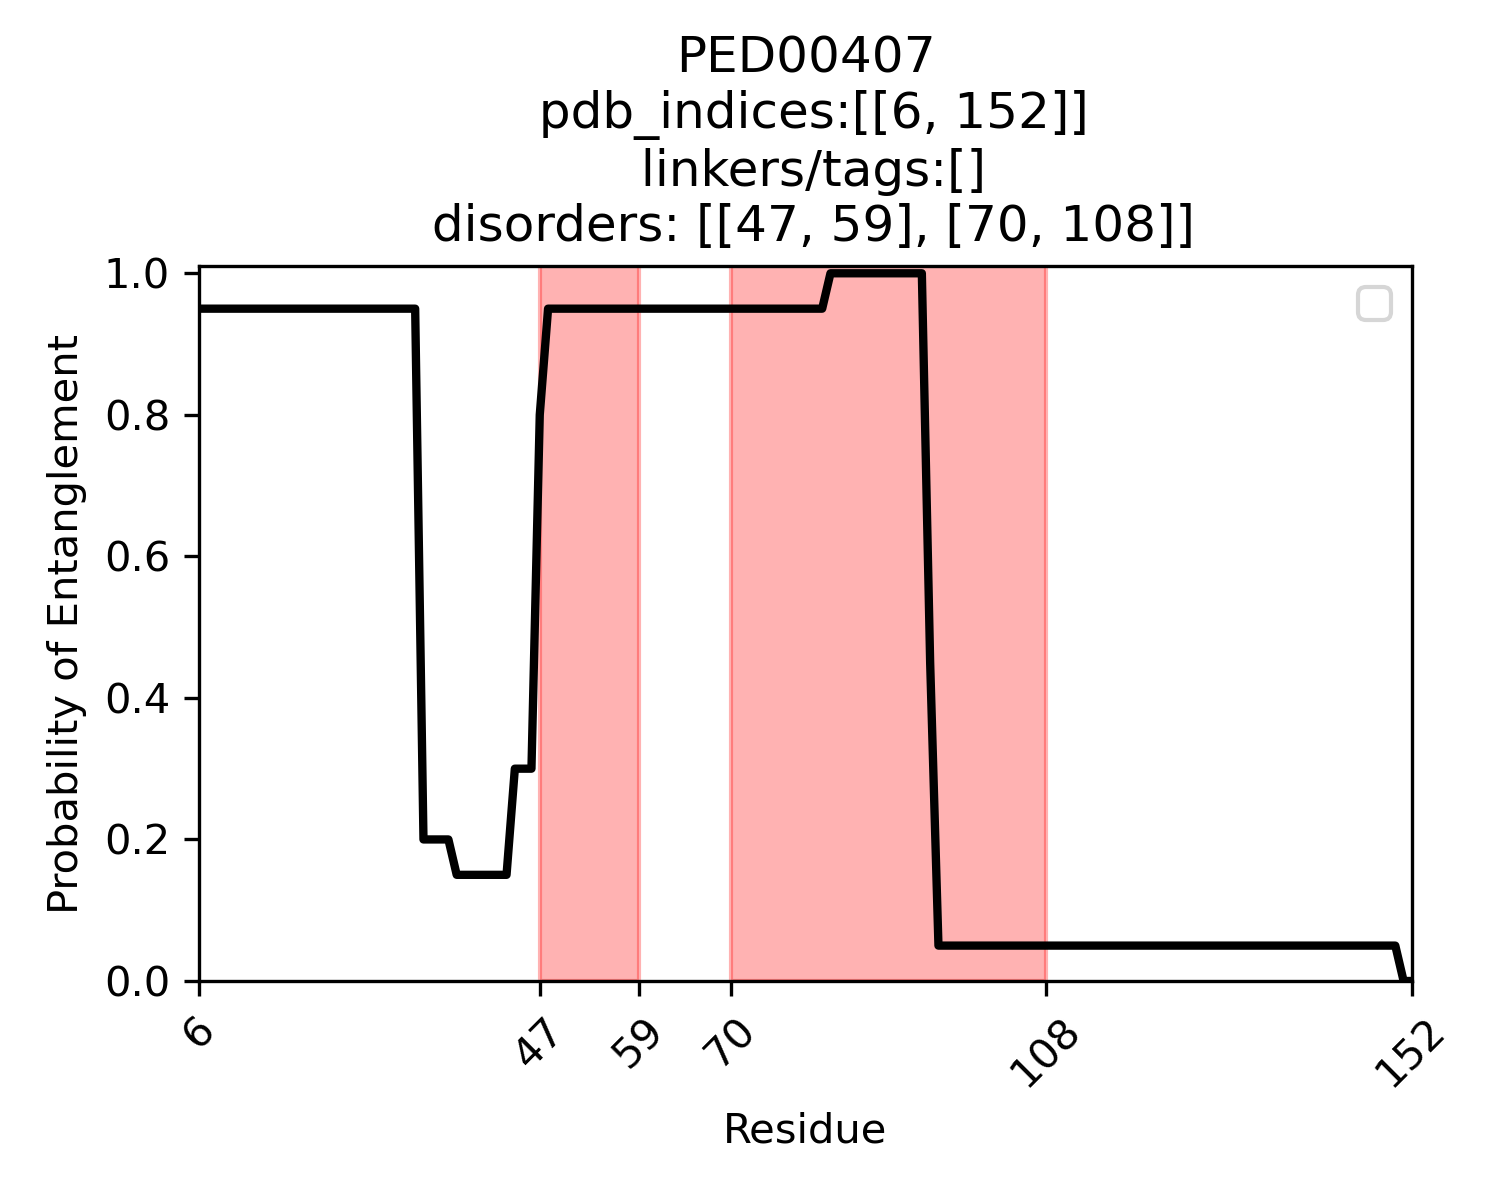 PED00407
pdb_indices:[[6, 152]]
linkers/tags:[]
disorders: [[47, 59], [70, 108]]
1.0
0.8
0.6
0.4
0.2
0.0
Probability of Entanglement
6
47
59
70
108
152
Residue